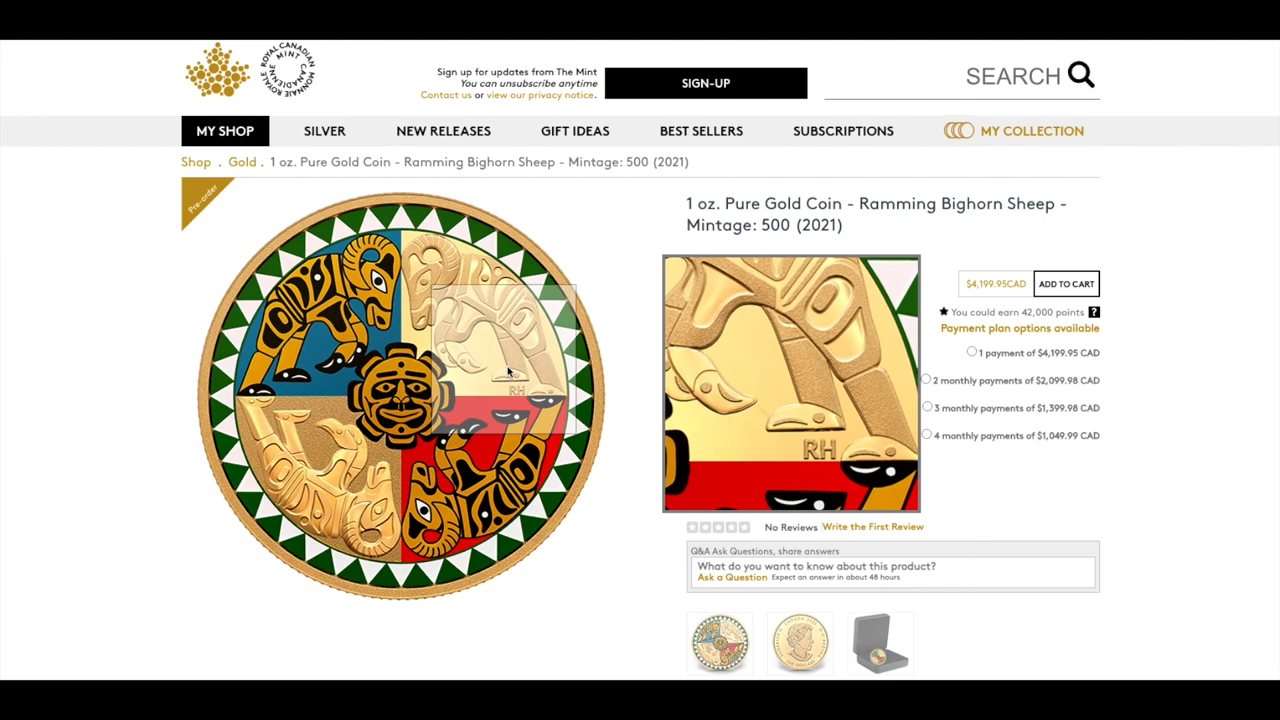 ROYAL CANADIAN MINT
MONNAIE ROYALE CANADIENNE
Sign up for updates from The Mint
You can unsubscribe anytime
Contact us or view our privacy notice.
SIGN-UP
SEARCH
MY SHOP SILVER NEW RELEASES GIFT IDEAS BEST SELLERS SUBSCRIPTIONS MY COLLECTION
Shop . Gold . 1 oz. Pure Gold Coin - Ramming Bighorn Sheep - Mintage: 500 (2021)
Pre-order
RH
1 oz. Pure Gold Coin - Ramming Bighorn Sheep -
Mintage: 500 (2021)
RH
$4,199.95CAD ADD TO CART
You could earn 42,000 points ?
Payment plan options available
1 payment of $4,199.95 CAD
2 monthly payments of $2,099.98 CAD
3 monthly payments of $1,399.98 CAD
4 monthly payments of $1,049.99 CAD
No Reviews Write the First Review
Q&A Ask Questions, share answers
What do you want to know about this product?
Ask a Question Expect an answer in about 48 hours